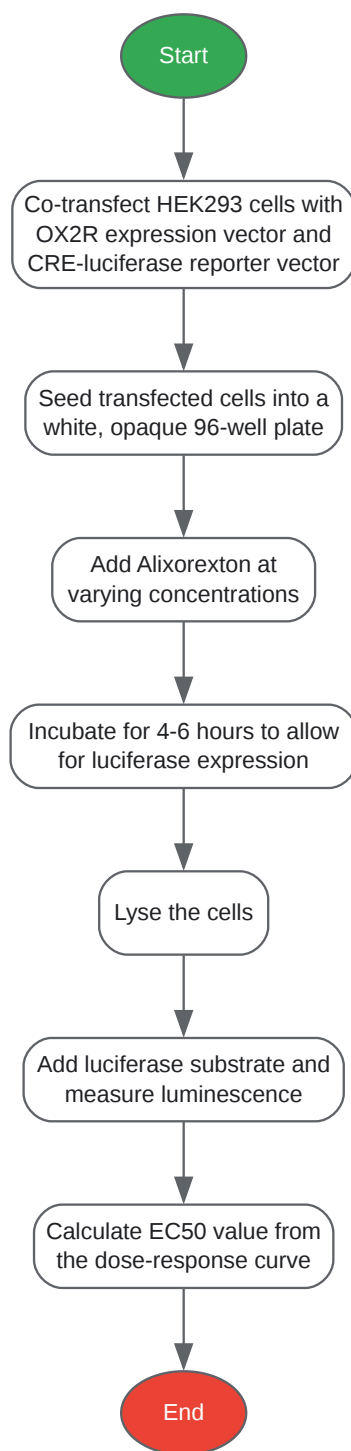 Start
Co-transfect HEK293 cells with
OX2R expression vector and
CRE-luciferase reporter vector
Seed transfected cells into a
white, opaque 96-well plate
Add Alixorexton at
varying concentrations
Incubate for 4-6 hours to allow
for luciferase expression
Lyse the cells
Add luciferase substrate and
measure luminescence
Calculate EC50 value from
the dose-response curve
End